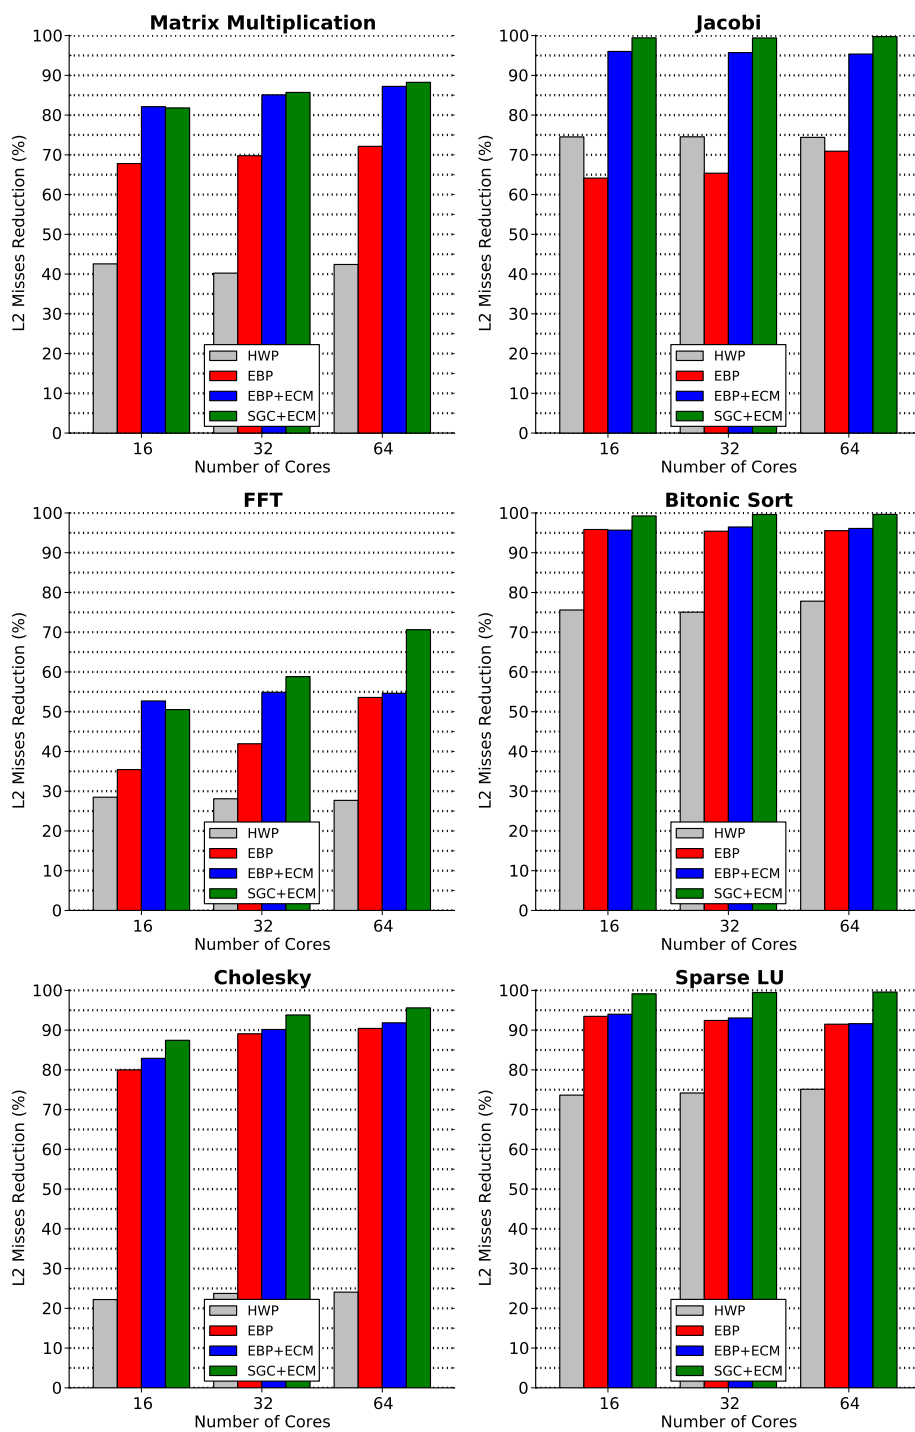 Matrix Multiplication
L2 Misses Reduction (%)
100
90
80
70
60
50
40
30
20
10
0
HWP
EBP
EBP+ECM
SGC+ECM
16
32
64
Number of Cores
Jacobi
L2 Misses Reduction (%)
100
90
80
70
60
50
40
30
20
10
0
HWP
EBP
EBP+ECM
SGC+ECM
16
32
64
Number of Cores
FFT
L2 Misses Reduction (%)
100
90
80
70
60
50
40
30
20
10
0
HWP
EBP
EBP+ECM
SGC+ECM
16
32
64
Number of Cores
Bitonic Sort
L2 Misses Reduction (%)
100
90
80
70
60
50
40
30
20
10
0
HWP
EBP
EBP+ECM
SGC+ECM
16
32
64
Number of Cores
Cholesky
L2 Misses Reduction (%)
100
90
80
70
60
50
40
30
20
10
0
HWP
EBP
EBP+ECM
SGC+ECM
16
32
64
Number of Cores
Sparse LU
L2 Misses Reduction (%)
100
90
80
70
60
50
40
30
20
10
0
HWP
EBP
EBP+ECM
SGC+ECM
16
32
64
Number of Cores